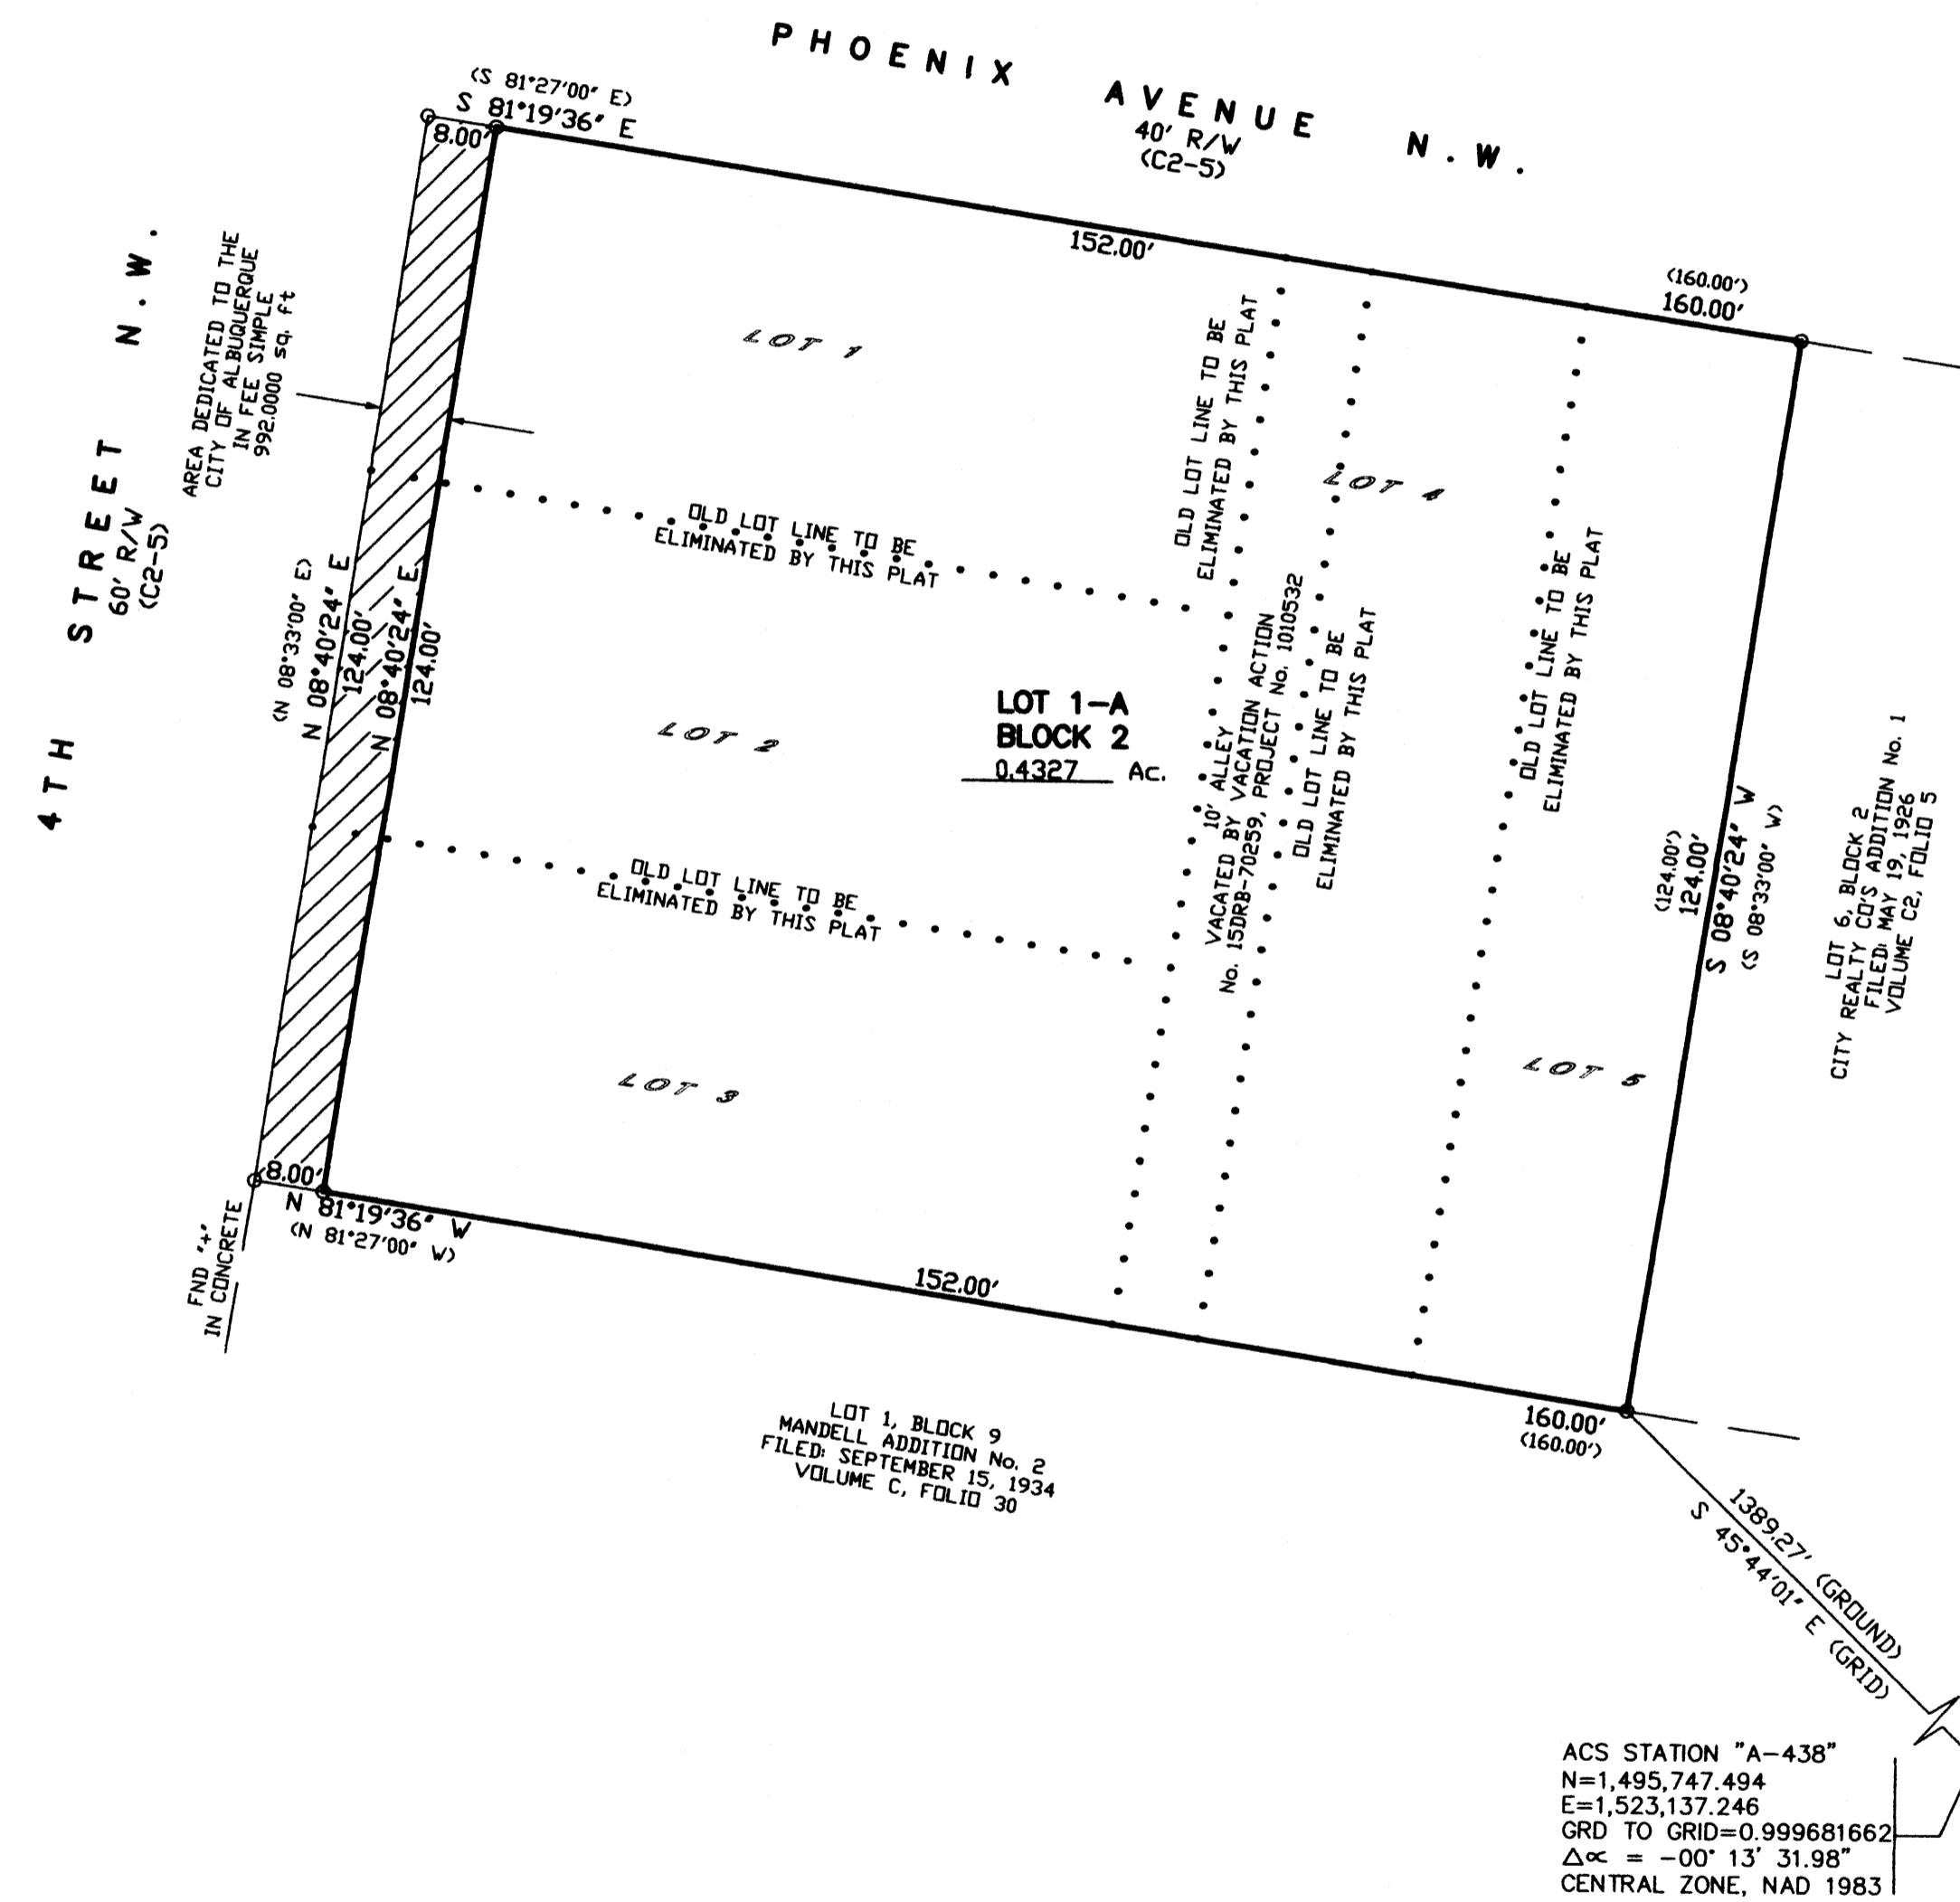 PHOENIX AVENUE N.W.
40' R/W
(C2-5)
(S 81°27'00" E)
S 81°19'36" E
8.00'
152.00'
(160.00')
160.00'
4TH STREET N.W.
60' R/W
(C2-5)
AREA DEDICATED TO THE
CITY OF ALBUQUERQUE
IN FEE SIMPLE
992.0000 sq. ft
(N 08°33'00" E)
N 08°40'24" E
124.00'
N 08°40'24" E
124.00'
LOT 1
OLD LOT LINE TO BE
ELIMINATED BY THIS PLAT
LOT 2
OLD LOT LINE TO BE
ELIMINATED BY THIS PLAT
LOT 3
LOT 1-A
BLOCK 2
0.4327 Ac.
OLD LOT LINE TO BE
ELIMINATED BY THIS PLAT
10' ALLEY
VACATED BY VACATION ACTION
No. 15DRB-70259, PROJECT No. 1010532
OLD LOT LINE TO BE
ELIMINATED BY THIS PLAT
LOT 4
OLD LOT LINE TO BE
ELIMINATED BY THIS PLAT
LOT 5
(124.00')
124.00'
S 08°40'24" W
(S 08°33'00" W)
LOT 6, BLOCK 2
CITY REALTY CO'S ADDITION No. 1
FILED: MAY 19, 1926
VOLUME C2, FOLIO 5
8.00'
N 81°19'36" W
(N 81°27'00" W)
FND "+"
IN CONCRETE
152.00'
160.00'
(160.00')
LOT 1, BLOCK 9
MANDELL ADDITION No. 2
FILED: SEPTEMBER 15, 1934
VOLUME C, FOLIO 30
1389.27' (GROUND)
S 45°44'01" E (GRID)
ACS STATION "A-438"
N=1,495,747.494
E=1,523,137.246
GRD TO GRID=0.999681662
Δ∝ = -00° 13' 31.98"
CENTRAL ZONE, NAD 1983